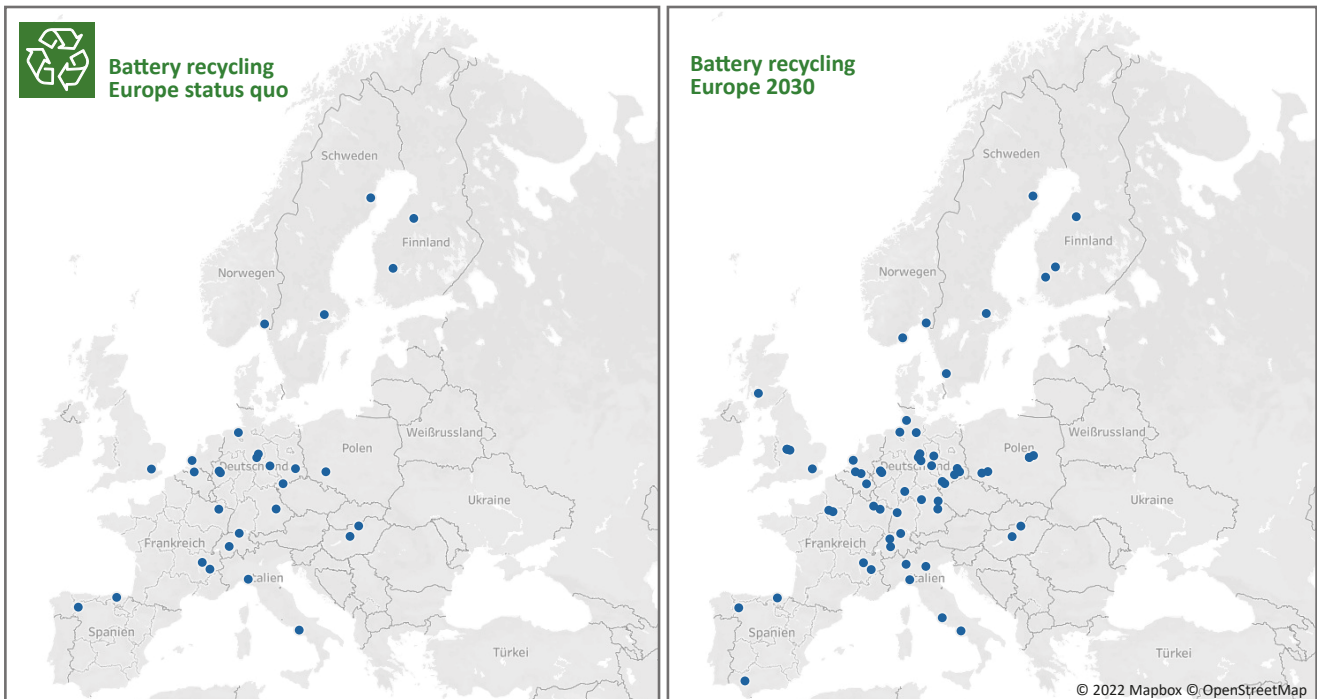 Battery recycling
Europe status quo
Schweden
Finnland
Norwegen
Weißrussland
Polen
Deutschland
Ukraine
Frankreich
Italien
Spanien
Türkei
Battery recycling
Europe 2030
Schweden
Finnland
Norwegen
Weißrussland
Polen
Deutschland
Ukraine
Frankreich
Italien
Spanien
Türkei
© 2022 Mapbox © OpenStreetMap